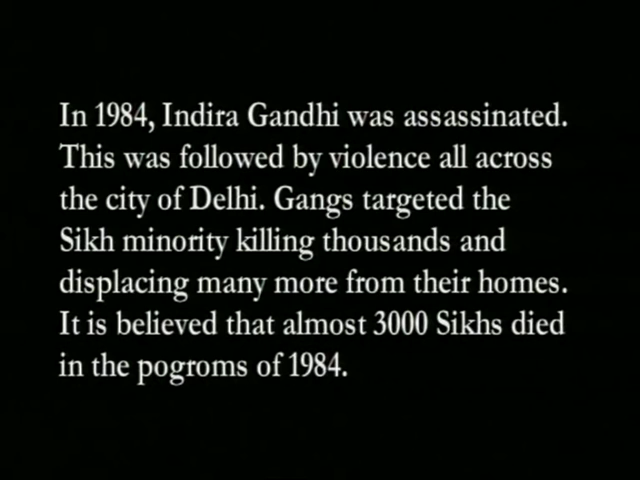 In 1984, Indira Gandhi was assassinated.
This was followed by violence all across
the city of Delhi. Gangs targeted the
Sikh minority killing thousands and
displacing many more from their homes.
It is believed that almost 3000 Sikhs died
in the pogroms of 1984.